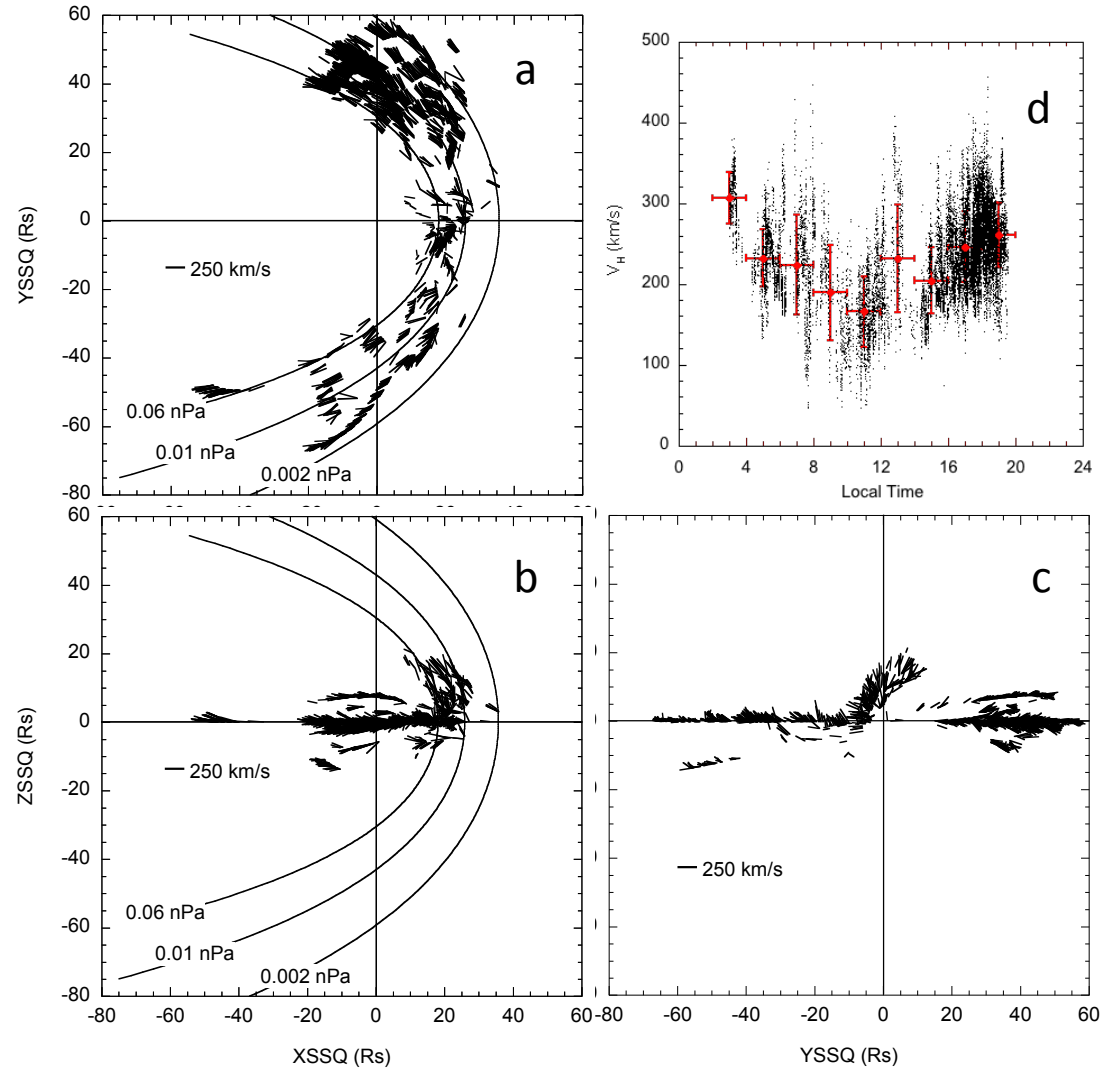 60
40
20
0
-20
-40
-60
-80
YSSQ (Rs)
a
250 km/s
0.06 nPa
0.01 nPa
0.002 nPa
500
400
300
200
100
0
V_H (km/s)
d
0 4 8 12 16 20 24
Local Time
60
40
20
0
-20
-40
-60
-80
ZSSQ (Rs)
b
250 km/s
0.06 nPa
0.01 nPa
0.002 nPa
-80 -60 -40 -20 0 20 40 60
XSSQ (Rs)
c
250 km/s
-80 -60 -40 -20 0 20 40 60
YSSQ (Rs)